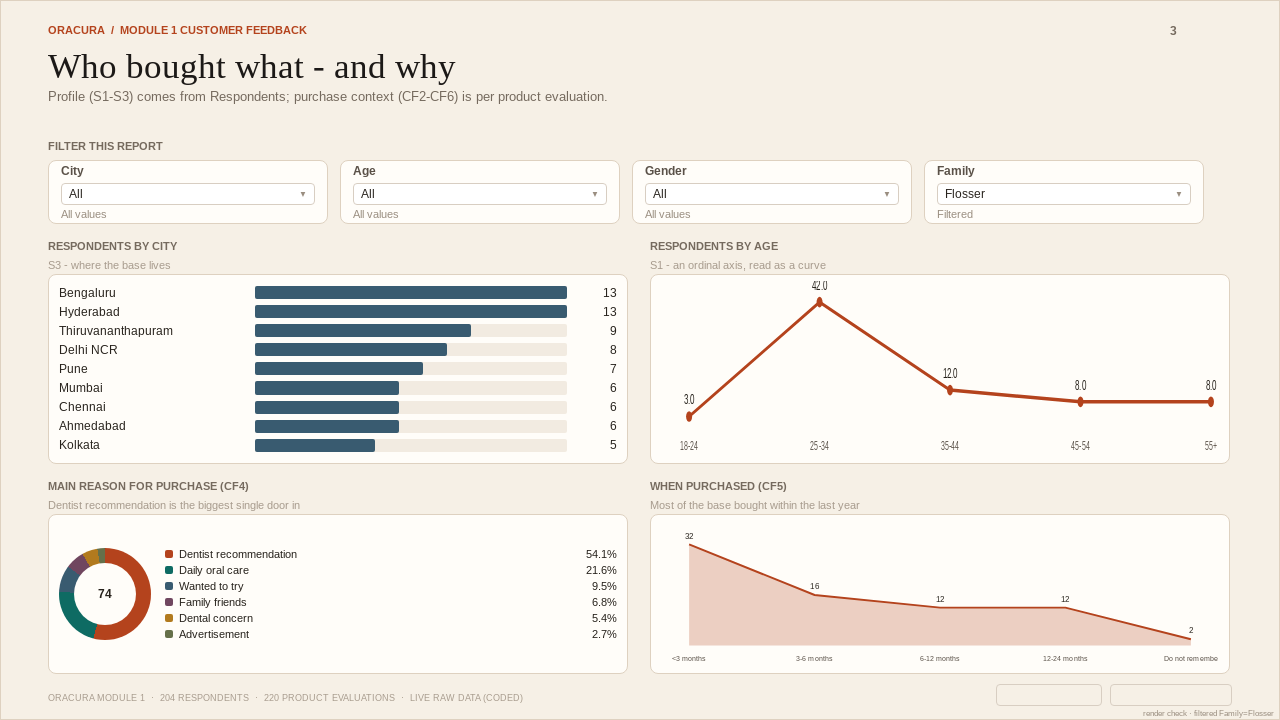 ORACURA / MODULE 1 CUSTOMER FEEDBACK
3
Who bought what - and why
Profile (S1-S3) comes from Respondents; purchase context (CF2-CF6) is per product evaluation.
FILTER THIS REPORT
City
All ▼
All values
Age
All ▼
All values
Gender
All ▼
All values
Family
Flosser ▼
Filtered
RESPONDENTS BY CITY
S3 - where the base lives
Bengaluru 13
Hyderabad 13
Thiruvananthapuram 9
Delhi NCR 8
Pune 7
Mumbai 6
Chennai 6
Ahmedabad 6
Kolkata 5
RESPONDENTS BY AGE
S1 - an ordinal axis, read as a curve
3.0 42.0 12.0 8.0 8.0
18-24 25-34 35-44 45-54 55+
MAIN REASON FOR PURCHASE (CF4)
Dentist recommendation is the biggest single door in
74
Dentist recommendation 54.1%
Daily oral care 21.6%
Wanted to try 9.5%
Family friends 6.8%
Dental concern 5.4%
Advertisement 2.7%
WHEN PURCHASED (CF5)
Most of the base bought within the last year
32 16 12 12 2
<3 months 3-6 months 6-12 months 12-24 months Do not remembe
ORACURA MODULE 1 · 204 RESPONDENTS · 220 PRODUCT EVALUATIONS · LIVE RAW DATA (CODED)
render check · filtered Family=Flosser